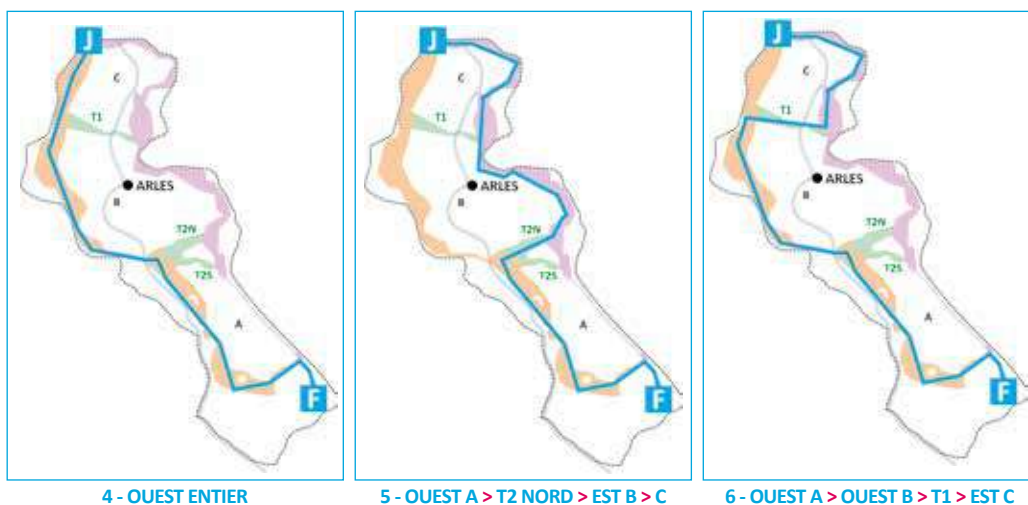 J
C
T1
ARLES
B
T2N
T2S
A
F
4 - OUEST ENTIER
J
C
T1
ARLES
B
T2N
T2S
A
F
5 - OUEST A > T2 NORD > EST B > C
J
C
T1
ARLES
B
T2N
T2S
A
F
6 - OUEST A > OUEST B > T1 > EST C